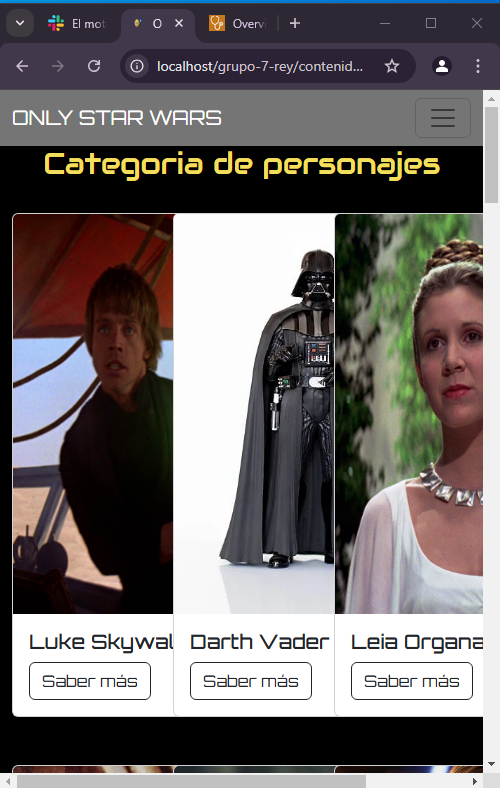 El mot
O
Overvi
localhost/grupo-7-rey/contenid...
ONLY STAR WARS
Categoria de personajes
Luke Skywal
Darth Vader
Leia Organa
Saber más
Saber más
Saber más